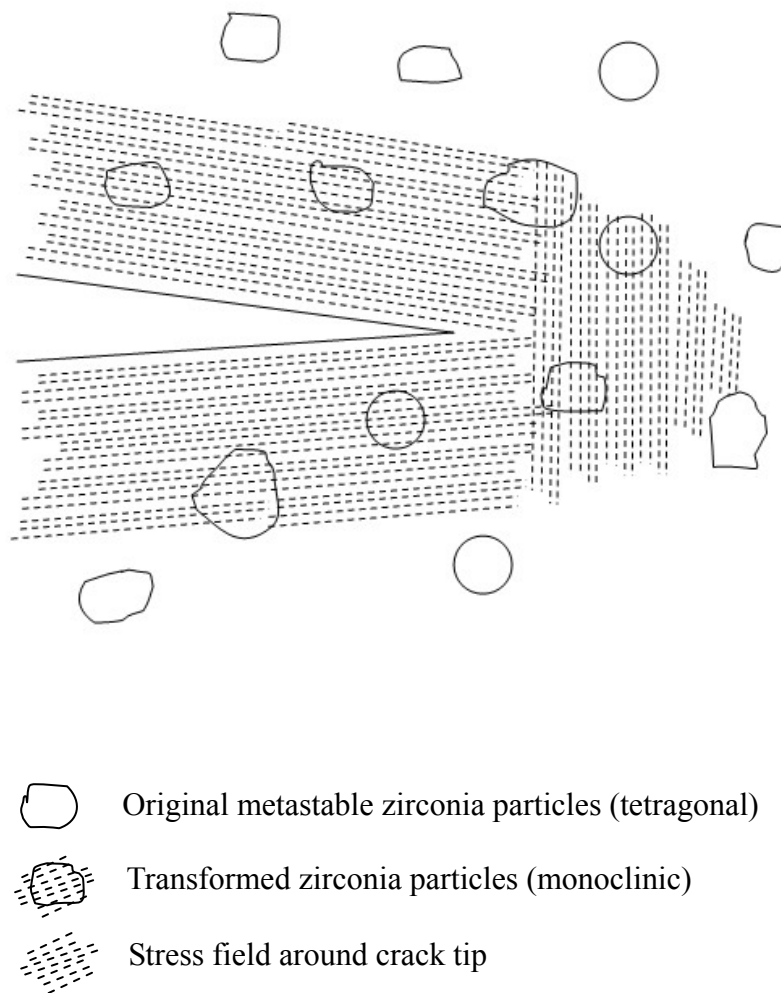 Original metastable zirconia particles (tetragonal)
Transformed zirconia particles (monoclinic)
Stress field around crack tip